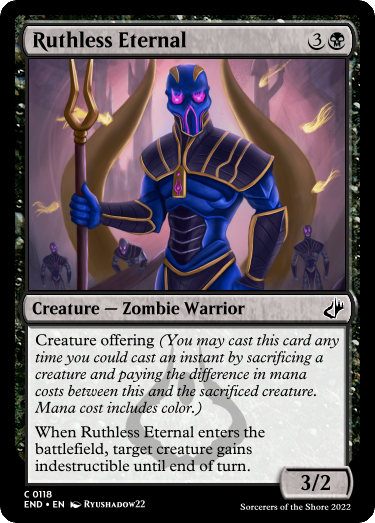 Ruthless Eternal 3
Creature — Zombie Warrior
Creature offering (You may cast this card any
time you could cast an instant by sacrificing a
creature and paying the difference in mana
costs between this and the sacrificed creature.
Mana cost includes color.)
When Ruthless Eternal enters the
battlefield, target creature gains
indestructible until end of turn.
3/2
C 0118
END • EN Ryushadow22
Sorcerers of the Shore 2022